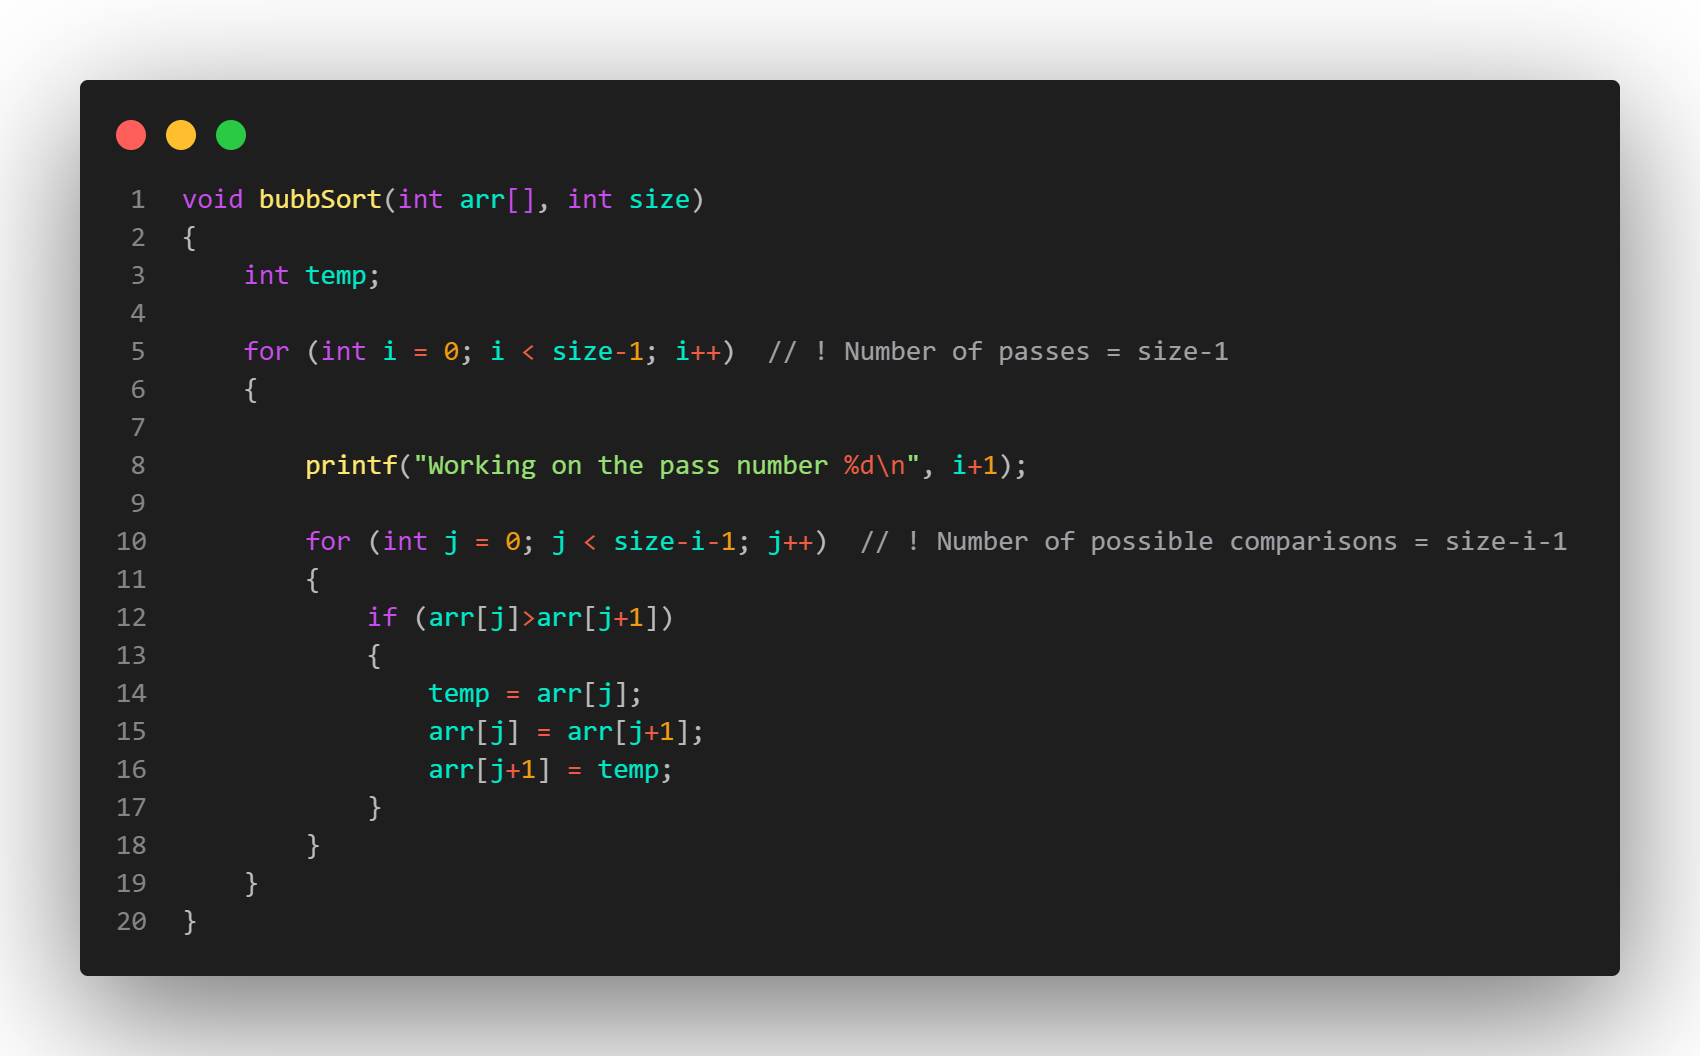 1 void bubbSort(int arr[], int size)
2 {
3     int temp;
4
5     for (int i = 0; i < size-1; i++)  // ! Number of passes = size-1
6     {
7
8         printf("Working on the pass number %d\n", i+1);
9
10         for (int j = 0; j < size-i-1; j++)  // ! Number of possible comparisons = size-i-1
11         {
12             if (arr[j]>arr[j+1])
13             {
14                 temp = arr[j];
15                 arr[j] = arr[j+1];
16                 arr[j+1] = temp;
17             }
18         }
19     }
20 }